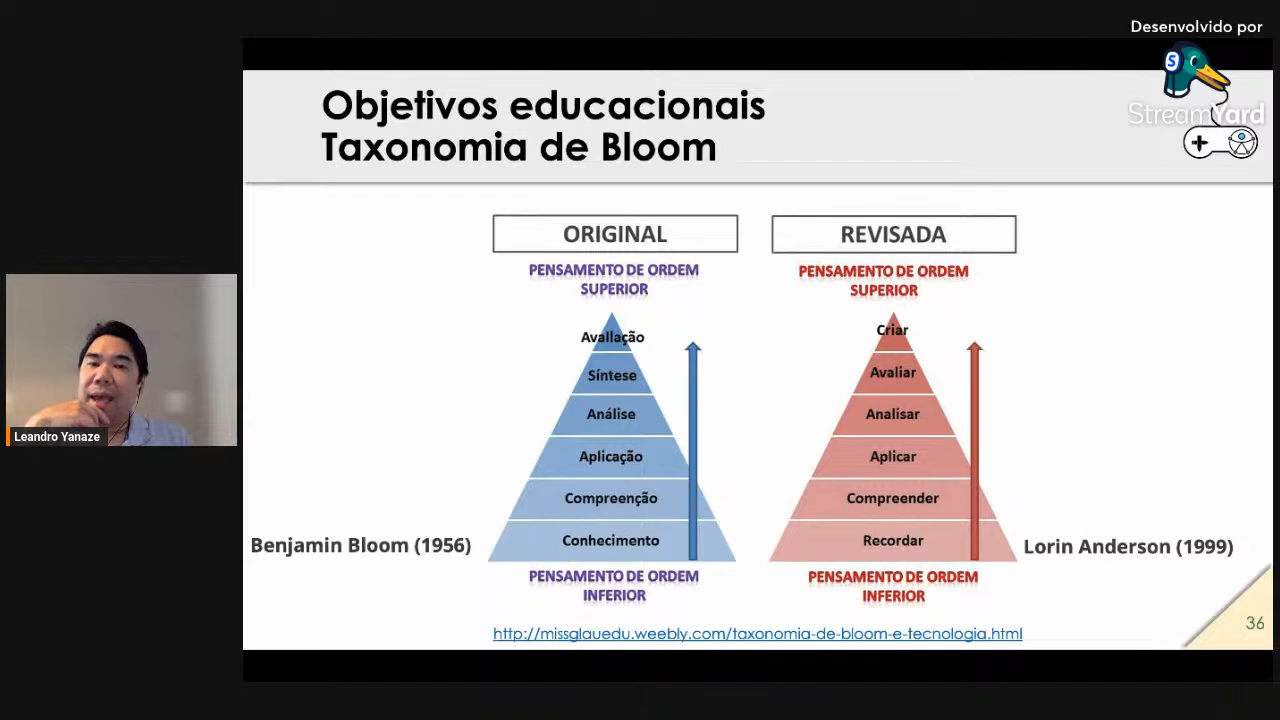 Desenvolvido por
StreamYard
Objetivos educacionais
Taxonomia de Bloom
ORIGINAL
PENSAMENTO DE ORDEM
SUPERIOR
Avallação
Síntese
Análise
Aplicação
Compreenção
Conhecimento
PENSAMENTO DE ORDEM
INFERIOR
Benjamin Bloom (1956)
REVISADA
PENSAMENTO DE ORDEM
SUPERIOR
Criar
Avaliar
Analisar
Aplicar
Compreender
Recordar
PENSAMENTO DE ORDEM
INFERIOR
Lorin Anderson (1999)
http://missglauedu.weebly.com/taxonomia-de-bloom-e-tecnologia.html
36
Leandro Yanaze